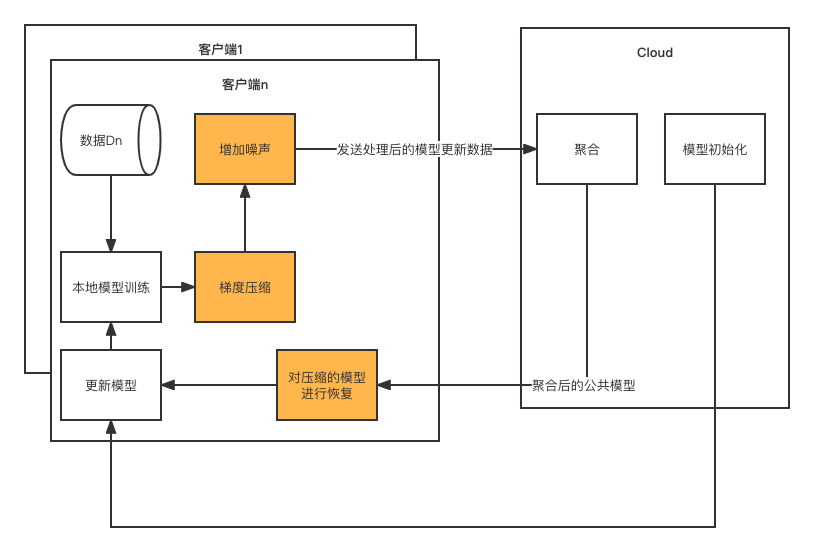 客户端1
Cloud
客户端n
数据Dn
增加噪声
发送处理后的模型更新数据
聚合
模型初始化
本地模型训练
梯度压缩
更新模型
对压缩的模型
进行恢复
聚合后的公共模型